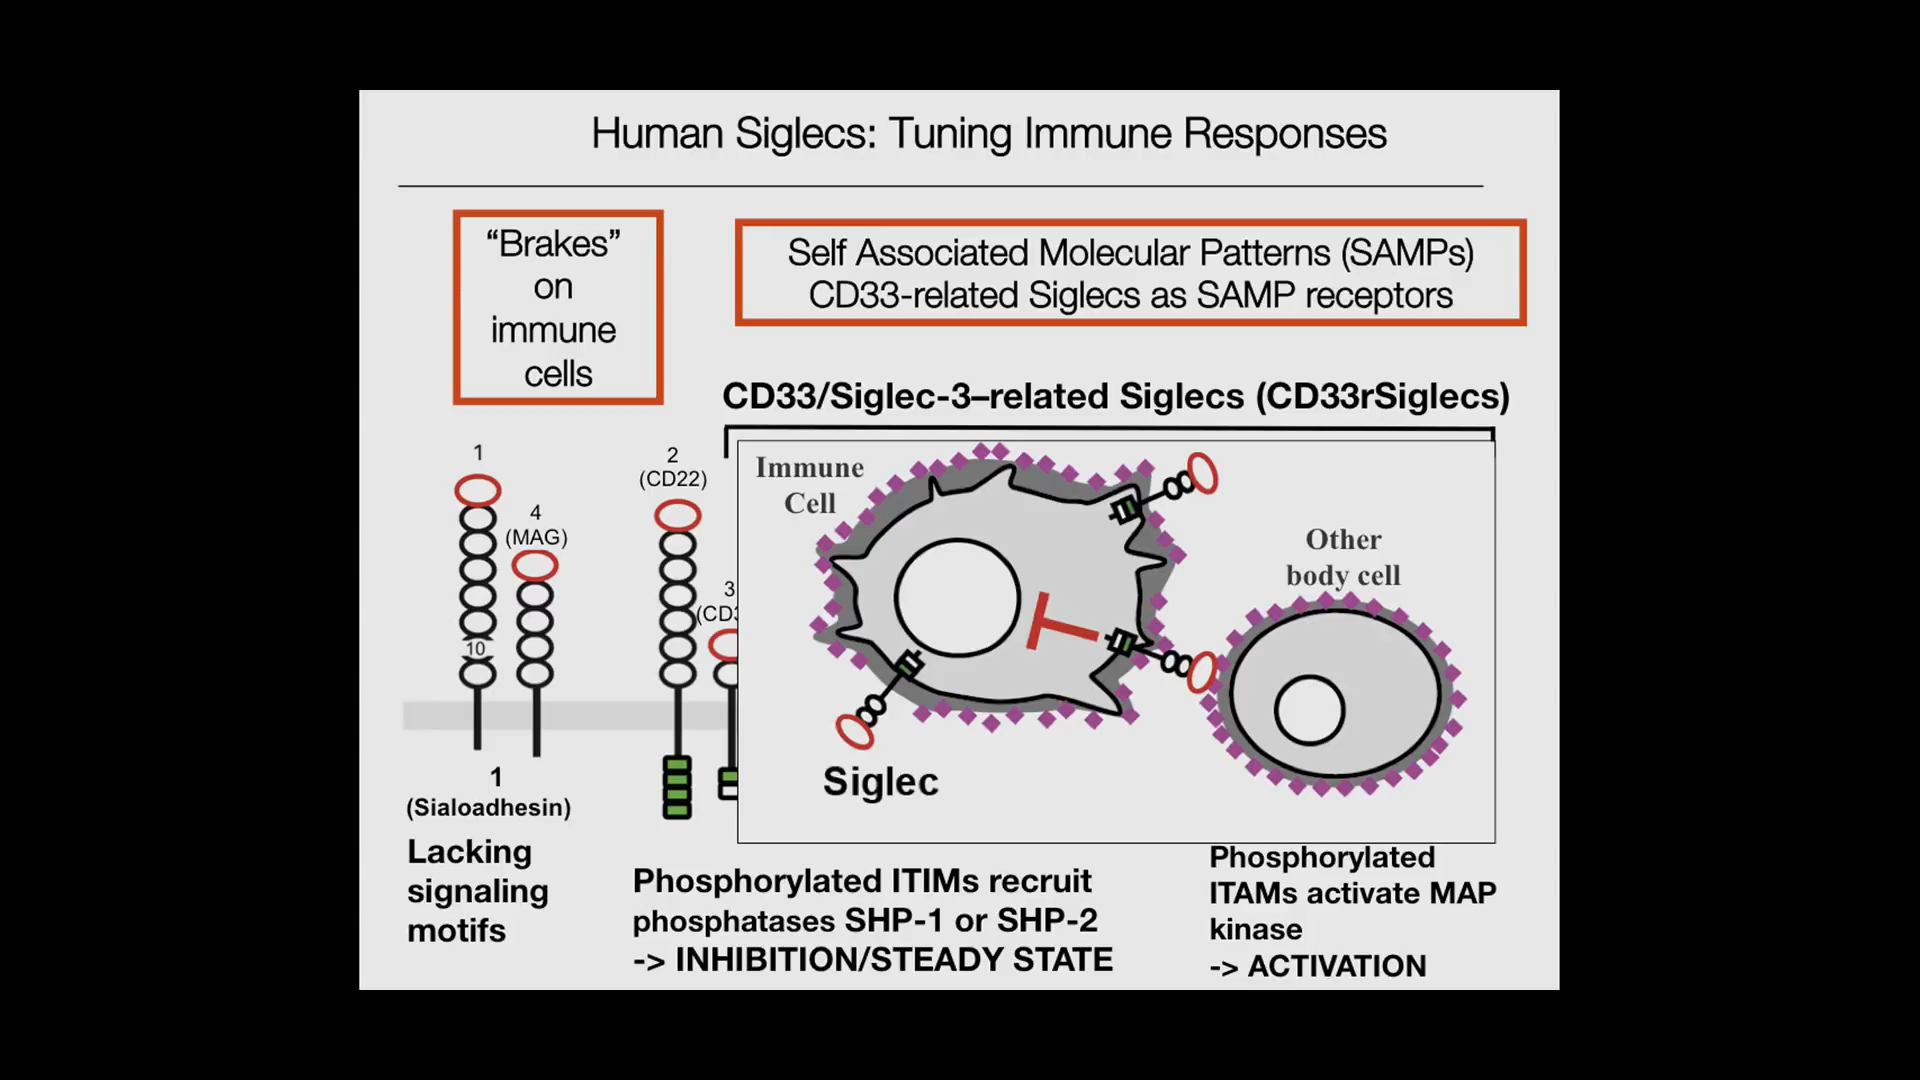 Human Siglecs: Tuning Immune Responses
“Brakes”
on
immune
cells
Self Associated Molecular Patterns (SAMPs)
CD33-related Siglecs as SAMP receptors
CD33/Siglec-3–related Siglecs (CD33rSiglecs)
1
4
(MAG)
10
2
(CD22)
3
Immune
Cell
Other
body cell
Siglec
1
(Sialoadhesin)
Lacking
signaling
motifs
Phosphorylated ITIMs recruit
phosphatases SHP-1 or SHP-2
-> INHIBITION/STEADY STATE
Phosphorylated
ITAMs activate MAP
kinase
-> ACTIVATION